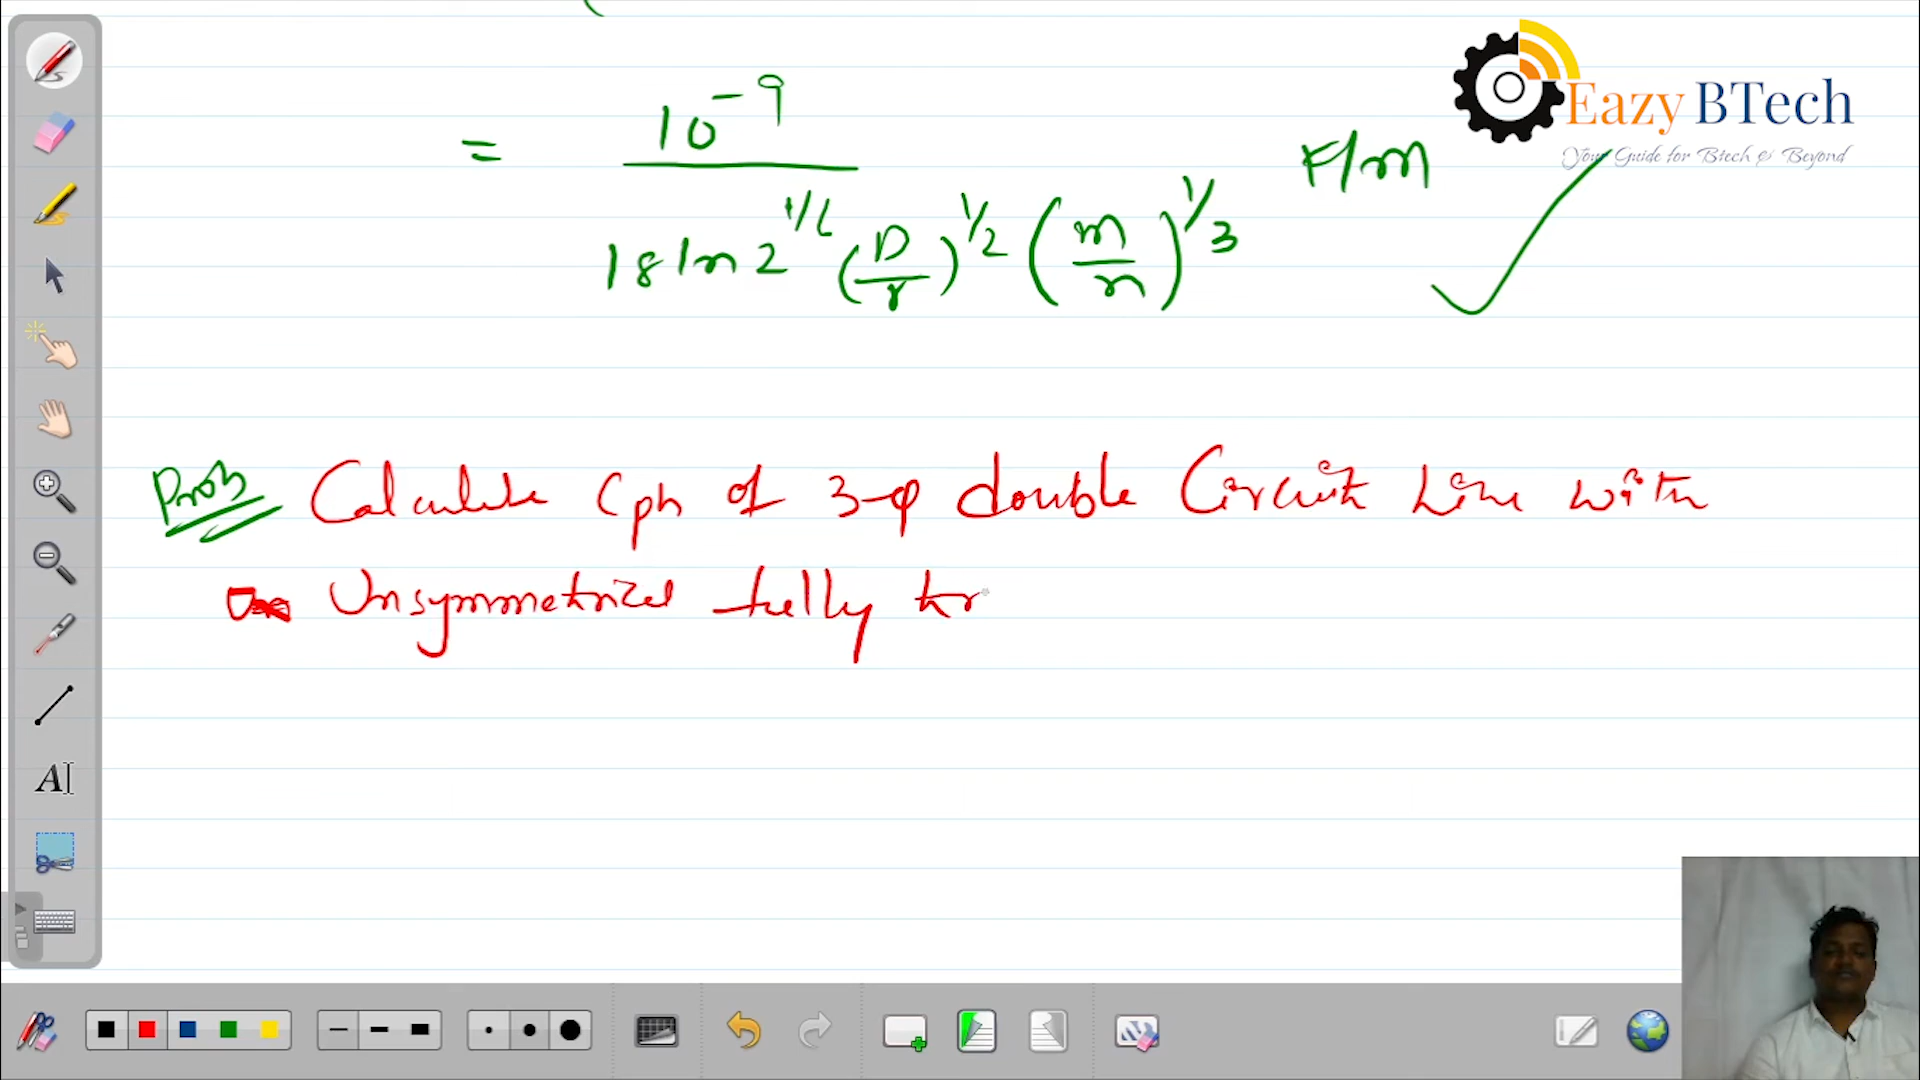 Eazy BTech
Your Guide for Btech & Beyond
= 10^-9 / 18 ln 2^1/6 (D/r)^1/2 (m/n)^1/3 F/m
Prob Calculate Cph of 3-φ double Circuit Line with
Unsymmetrical fully tr
A